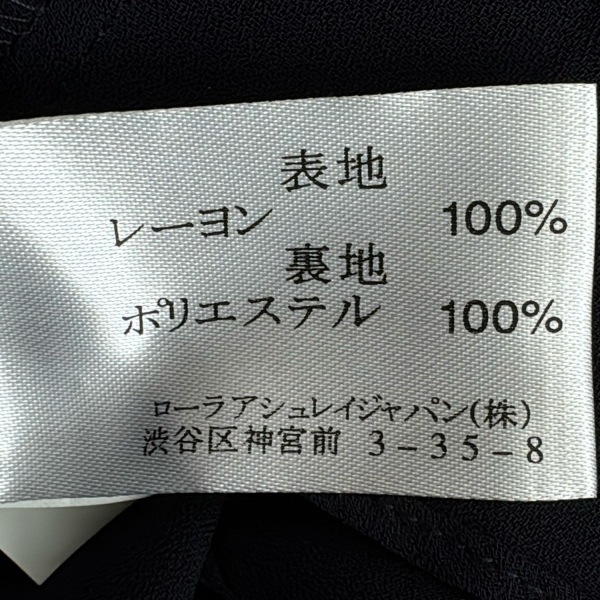 表地
レーヨン 100%
裏地
ポリエステル 100%
ローラアシュレイジャパン(株)
渋谷区神宮前 3-35-8